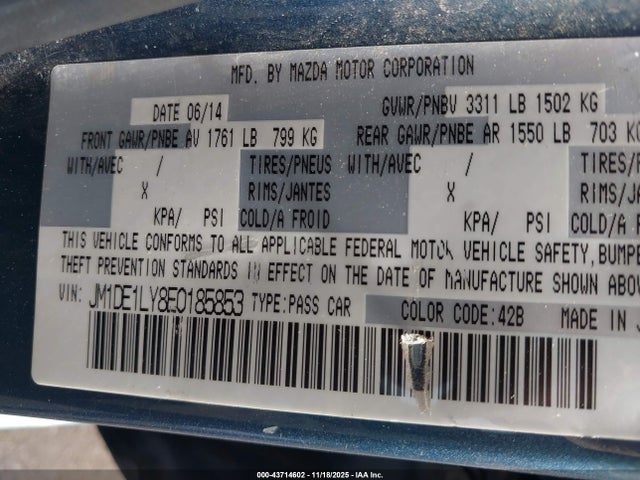 MFD. BY MAZDA MOTOR CORPORATION
DATE 06/14 GVWR/PNBV 3311 LB 1502 KG
FRONT GAWR/PNBE AV 1761 LB 799 KG REAR GAWR/PNBE AR 1550 LB 703 KG
WITH/AVEC / TIRES/PNEUS WITH/AVEC /
X RIMS/JANTES X RIMS/JANTES
KPA/ PSI COLD/A FROID KPA/ PSI COLD/A
THIS VEHICLE CONFORMS TO ALL APPLICABLE FEDERAL MOTOR VEHICLE SAFETY,
THEFT PREVENTION STANDARDS IN EFFECT ON THE DATE OF MANUFACTURE SHOWN
VIN: JM1DE1LY8E0185853 TYPE:PASS CAR COLOR CODE:42B MADE IN
000-43714602 - 11/18/2025 - IAA Inc.